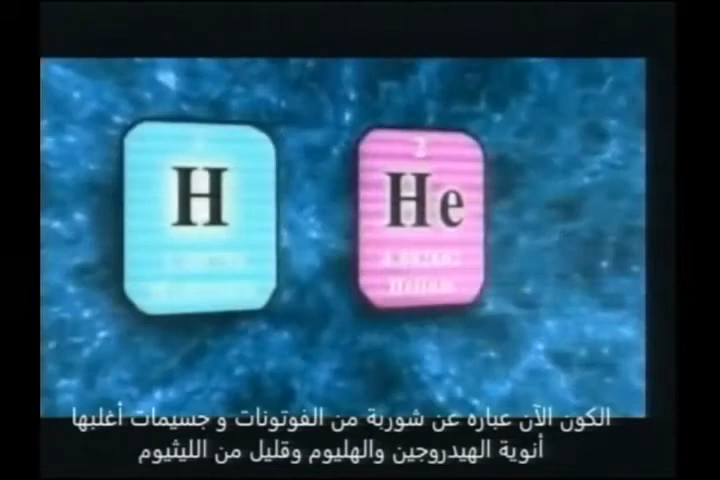 H
2
He
الكون الآن عباره عن شوربة من الفوتونات و جسيمات أغلبها
أنوية الهيدروجين والهليوم وقليل من الليثيوم